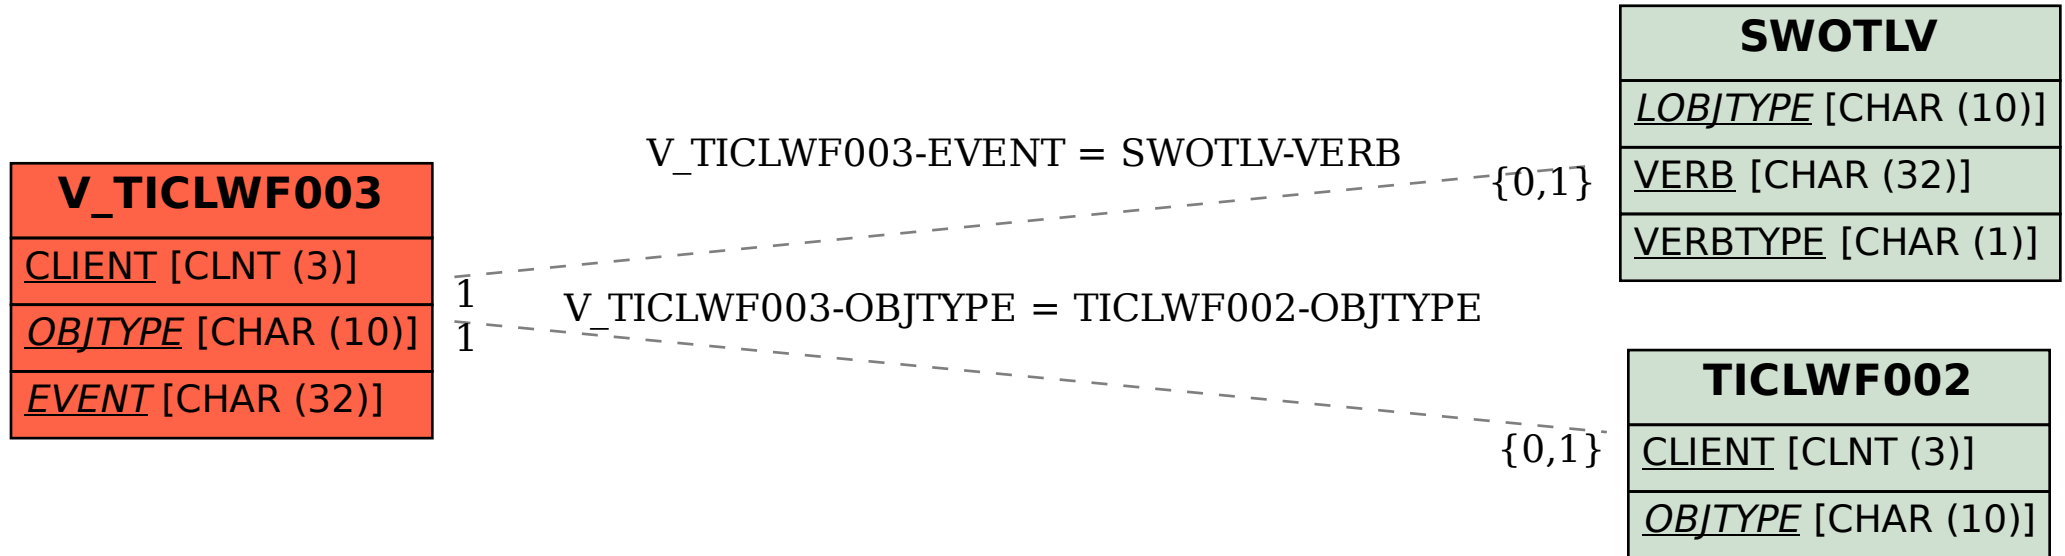 V_TICLWF003
CLIENT [CLNT (3)]
OBJTYPE [CHAR (10)]
EVENT [CHAR (32)]
V_TICLWF003-EVENT = SWOTLV-VERB
{0,1}
1
V_TICLWF003-OBJTYPE = TICLWF002-OBJTYPE
1
{0,1}
SWOTLV
LOBJTYPE [CHAR (10)]
VERB [CHAR (32)]
VERBTYPE [CHAR (1)]
TICLWF002
CLIENT [CLNT (3)]
OBJTYPE [CHAR (10)]